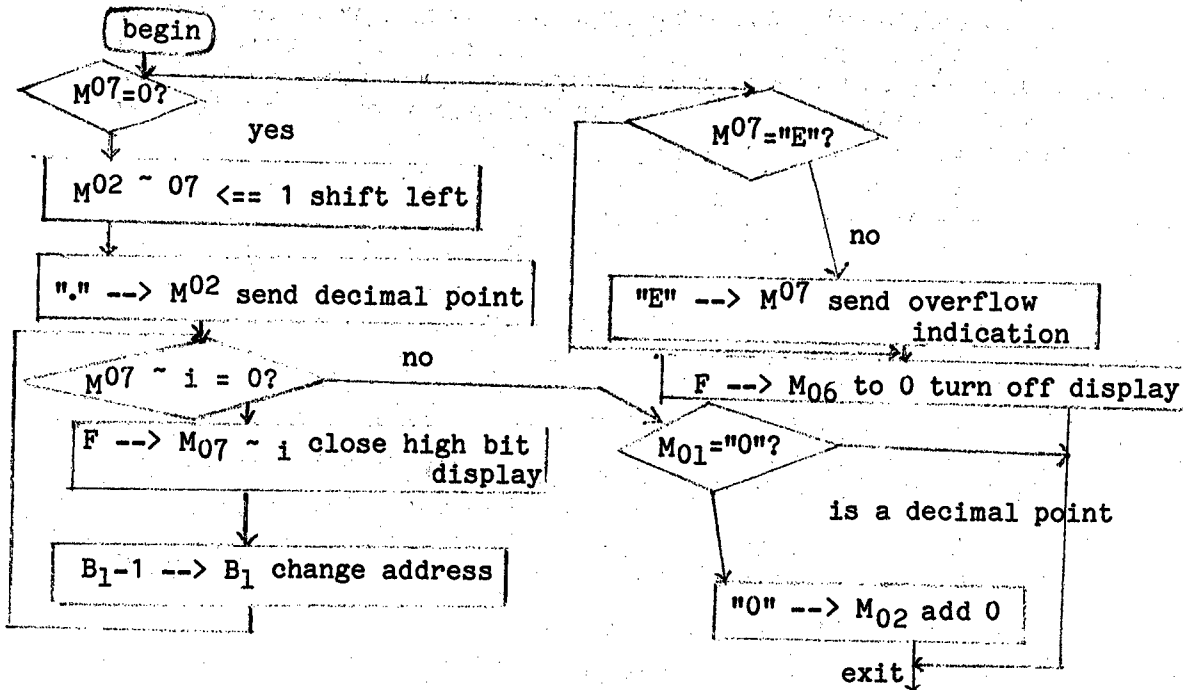 begin
M07=0?
M07="E"?
yes
M02 ~ 07 <== 1 shift left
no
"." --> M02 send decimal point
"E" --> M07 send overflow
indication
M07 ~ i = 0?
no
F --> M06 to 0 turn off display
F --> M07 ~ i close high bit
display
M01="0"?
is a decimal point
B1-1 --> B1 change address
"0" --> M02 add 0
exit